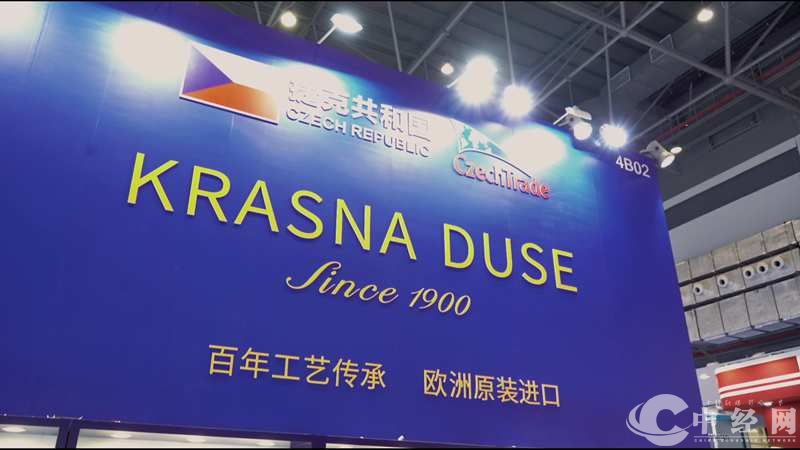 捷克共和国
CZECH REPUBLIC
CzechTrade
4B02
KRASNA DUSE
Since 1900
百年工艺传承 欧洲原装进口
中经网